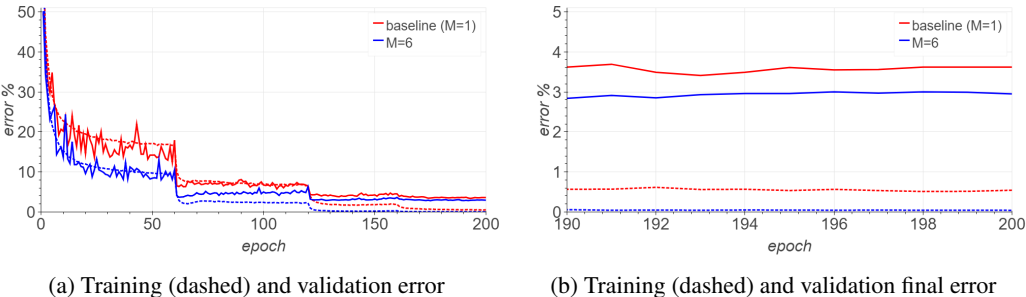 50
40
30
20
10
0
error %
0
50
100
150
200
epoch
baseline (M=1)
M=6
(a) Training (dashed) and validation error
5
4
3
2
1
0
error %
190
192
194
196
198
200
epoch
baseline (M=1)
M=6
(b) Training (dashed) and validation final error